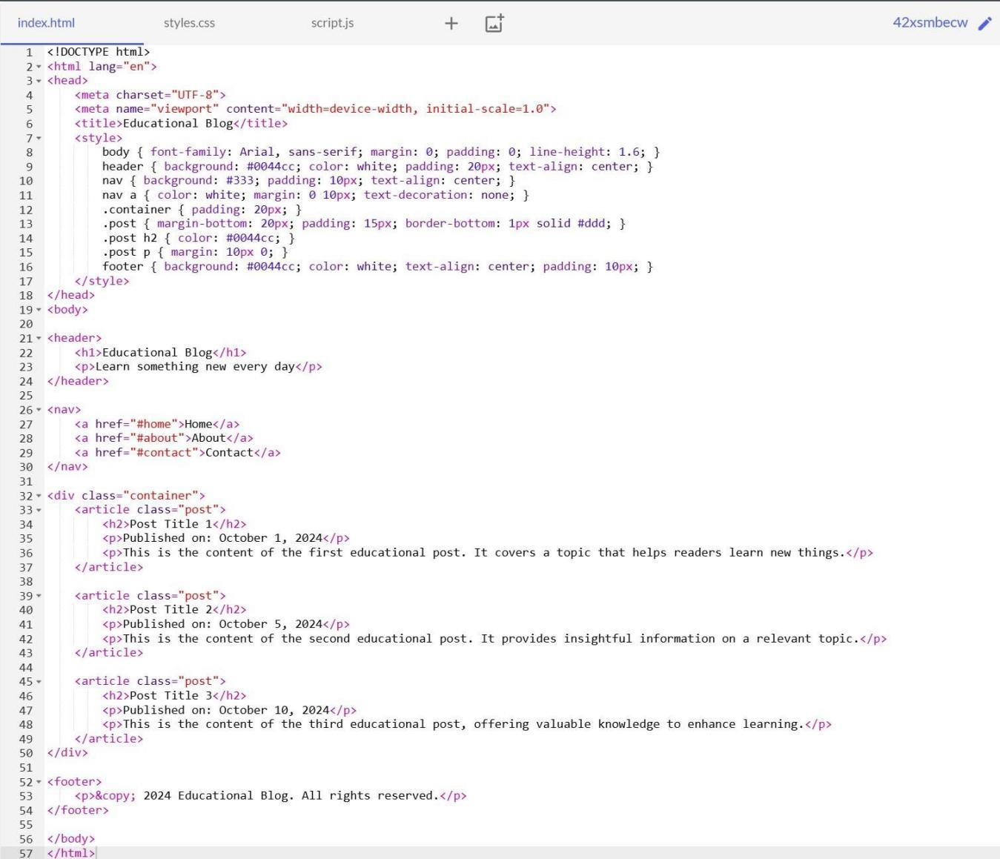 index.html styles.css script.js + 42xsmbecw
1 <!DOCTYPE html>
2 <html lang="en">
3 <head>
4     <meta charset="UTF-8">
5     <meta name="viewport" content="width=device-width, initial-scale=1.0">
6     <title>Educational Blog</title>
7     <style>
8         body { font-family: Arial, sans-serif; margin: 0; padding: 0; line-height: 1.6; }
9         header { background: #0044cc; color: white; padding: 20px; text-align: center; }
10         nav { background: #333; padding: 10px; text-align: center; }
11         nav a { color: white; margin: 0 10px; text-decoration: none; }
12         .container { padding: 20px; }
13         .post { margin-bottom: 20px; padding: 15px; border-bottom: 1px solid #ddd; }
14         .post h2 { color: #0044cc; }
15         .post p { margin: 10px 0; }
16         footer { background: #0044cc; color: white; text-align: center; padding: 10px; }
17     </style>
18 </head>
19 <body>
20
21 <header>
22     <h1>Educational Blog</h1>
23     <p>Learn something new every day</p>
24 </header>
25
26 <nav>
27     <a href="#home">Home</a>
28     <a href="#about">About</a>
29     <a href="#contact">Contact</a>
30 </nav>
31
32 <div class="container">
33     <article class="post">
34         <h2>Post Title 1</h2>
35         <p>Published on: October 1, 2024</p>
36         <p>This is the content of the first educational post. It covers a topic that helps readers learn new things.</p>
37     </article>
38
39     <article class="post">
40         <h2>Post Title 2</h2>
41         <p>Published on: October 5, 2024</p>
42         <p>This is the content of the second educational post. It provides insightful information on a relevant topic.</p>
43     </article>
44
45     <article class="post">
46         <h2>Post Title 3</h2>
47         <p>Published on: October 10, 2024</p>
48         <p>This is the content of the third educational post, offering valuable knowledge to enhance learning.</p>
49     </article>
50 </div>
51
52 <footer>
53     <p>&copy; 2024 Educational Blog. All rights reserved.</p>
54 </footer>
55
56 </body>
57 </html>